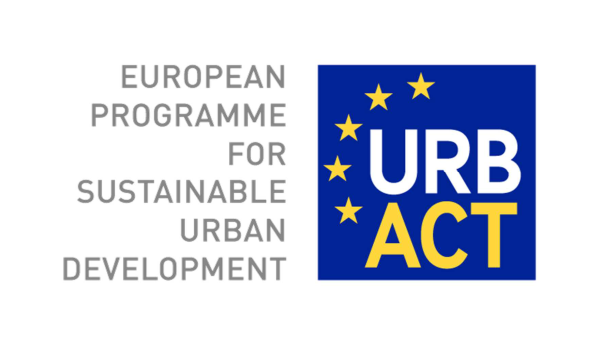 EUROPEAN
PROGRAMME
FOR
SUSTAINABLE
URBAN
DEVELOPMENT
URB
ACT